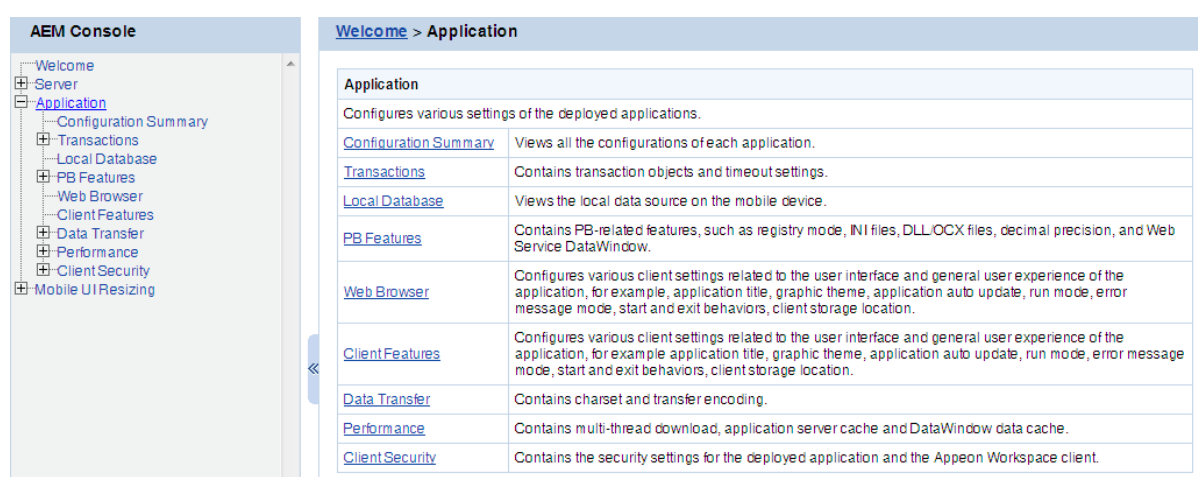 AEM Console
Welcome
Server
Application
Configuration Summary
Transactions
Local Database
PB Features
Web Browser
Client Features
Data Transfer
Performance
Client Security
Mobile UI Resizing
«
Welcome > Application
Application
Configures various settings of the deployed applications.
Configuration Summary Views all the configurations of each application.
Transactions Contains transaction objects and timeout settings.
Local Database Views the local data source on the mobile device.
PB Features Contains PB-related features, such as registry mode, INI files, DLL/OCX files, decimal precision, and Web
Service DataWindow.
Web Browser Configures various client settings related to the user interface and general user experience of the
application, for example, application title, graphic theme, application auto update, run mode, error
message mode, start and exit behaviors, client storage location.
Client Features Configures various client settings related to the user interface and general user experience of the
application, for example application title, graphic theme, application auto update, run mode, error message
mode, start and exit behaviors, client storage location.
Data Transfer Contains charset and transfer encoding.
Performance Contains multi-thread download, application server cache and DataWindow data cache.
Client Security Contains the security settings for the deployed application and the Appeon Workspace client.